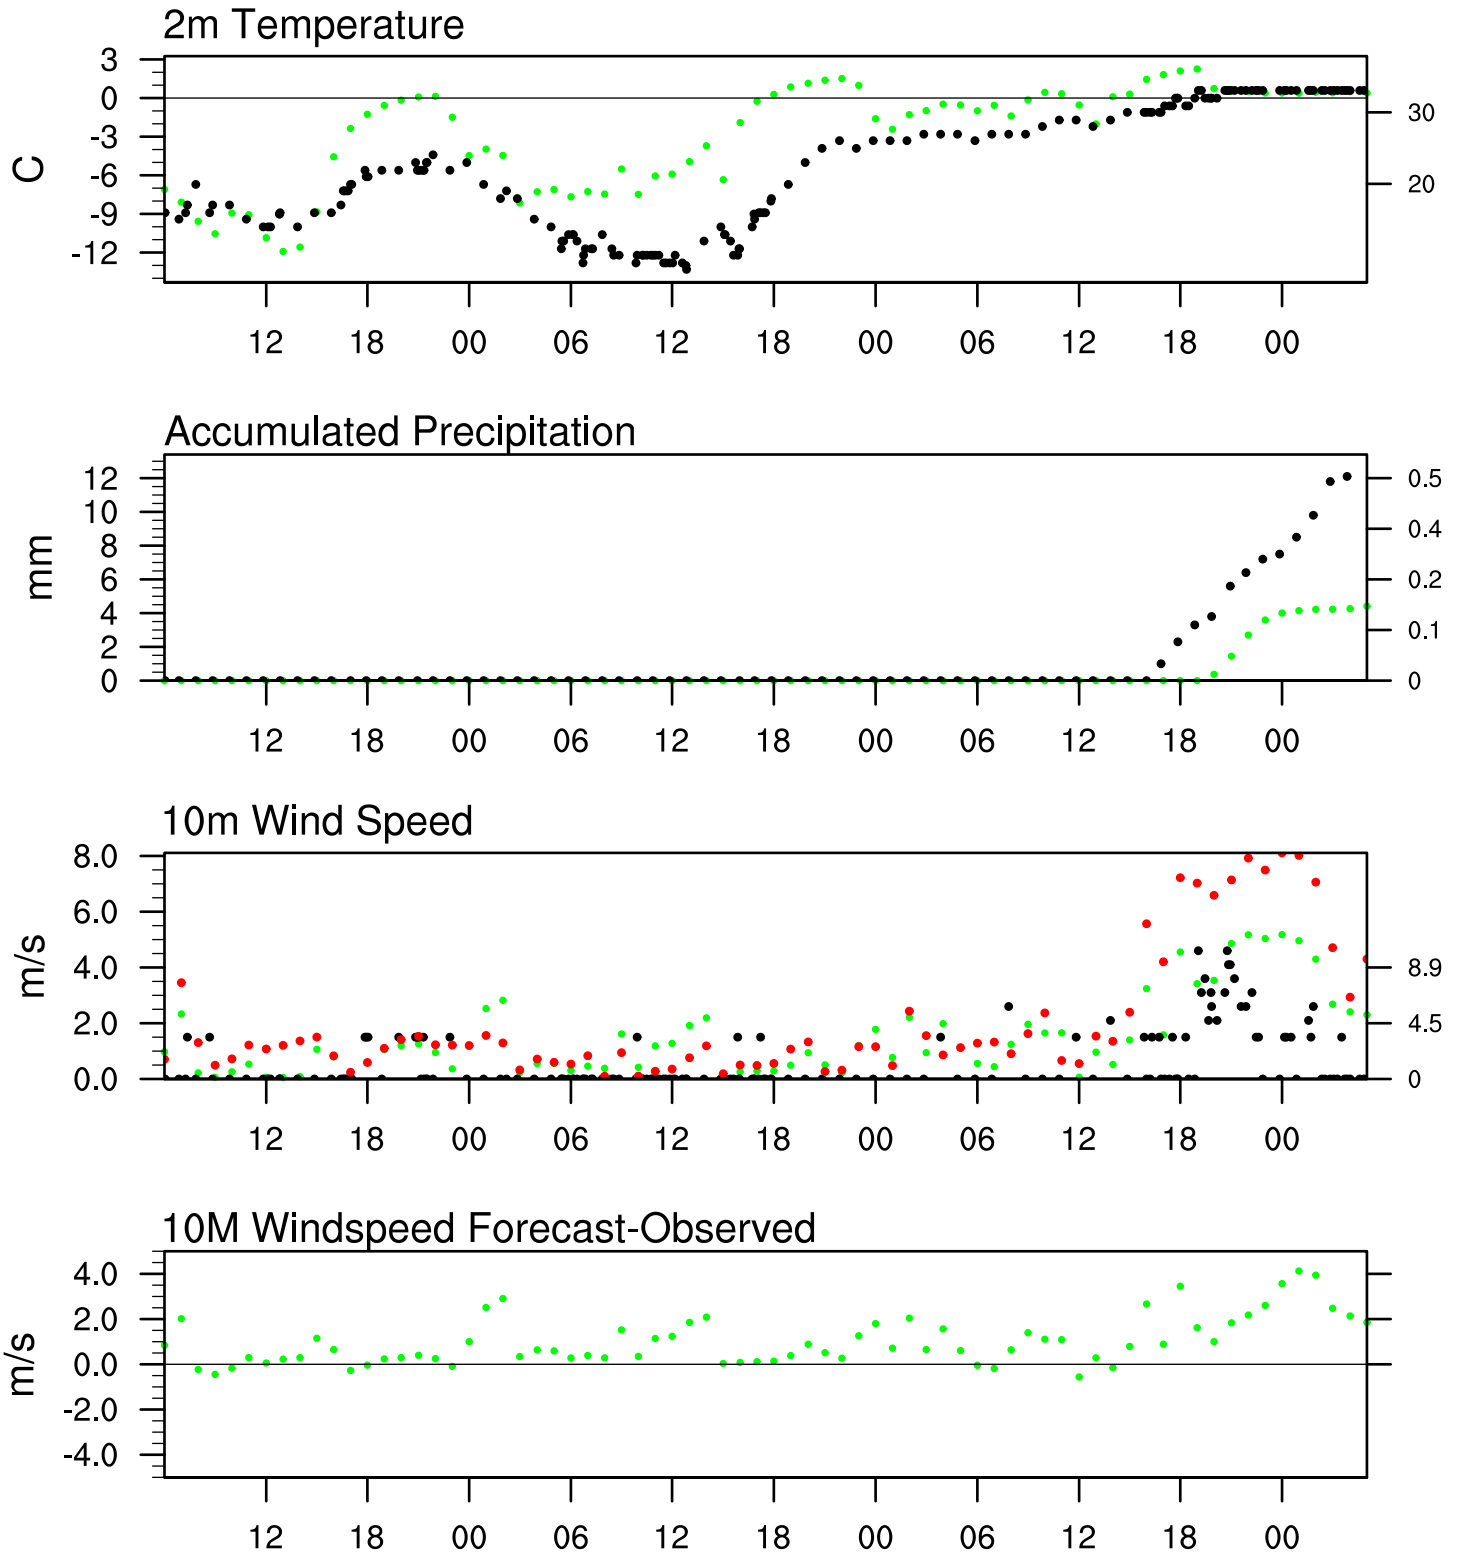 2m Temperature
3
0
-3
-6
-9
-12
C
30
20
12 18 00 06 12 18 00 06 12 18 00
Accumulated Precipitation
12
10
8
6
4
2
0
mm
0.5
0.4
0.2
0.1
0
12 18 00 06 12 18 00 06 12 18 00
10m Wind Speed
8.0
6.0
4.0
2.0
0.0
m/s
8.9
4.5
0
12 18 00 06 12 18 00 06 12 18 00
10M Windspeed Forecast-Observed
4.0
2.0
0.0
-2.0
-4.0
m/s
12 18 00 06 12 18 00 06 12 18 00